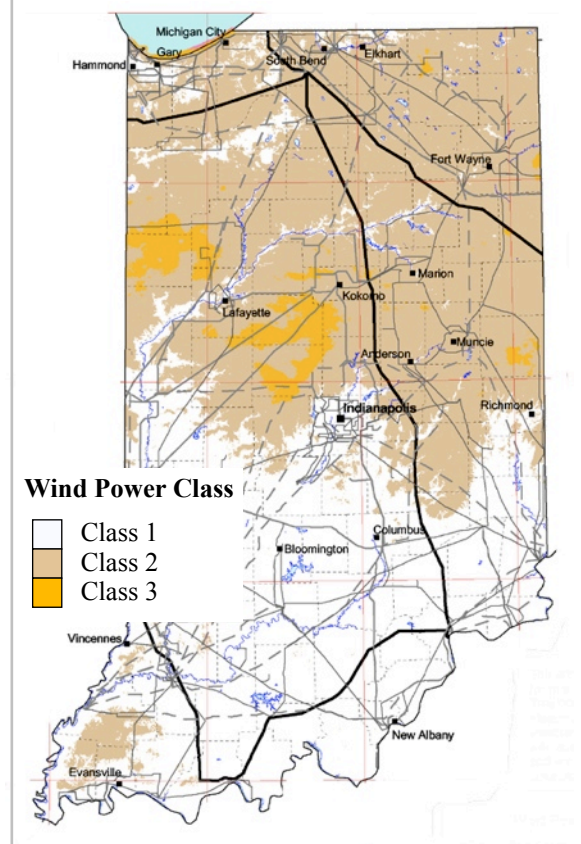 Michigan City
Gary
Hammond
South Bend
Elkhart
Fort Wayne
Marion
Kokomo
Lafayette
Muncie
Anderson
Richmond
Indianapolis
Wind Power Class
Class 1
Class 2
Class 3
Columbus
Bloomington
Vincennes
New Albany
Evansville